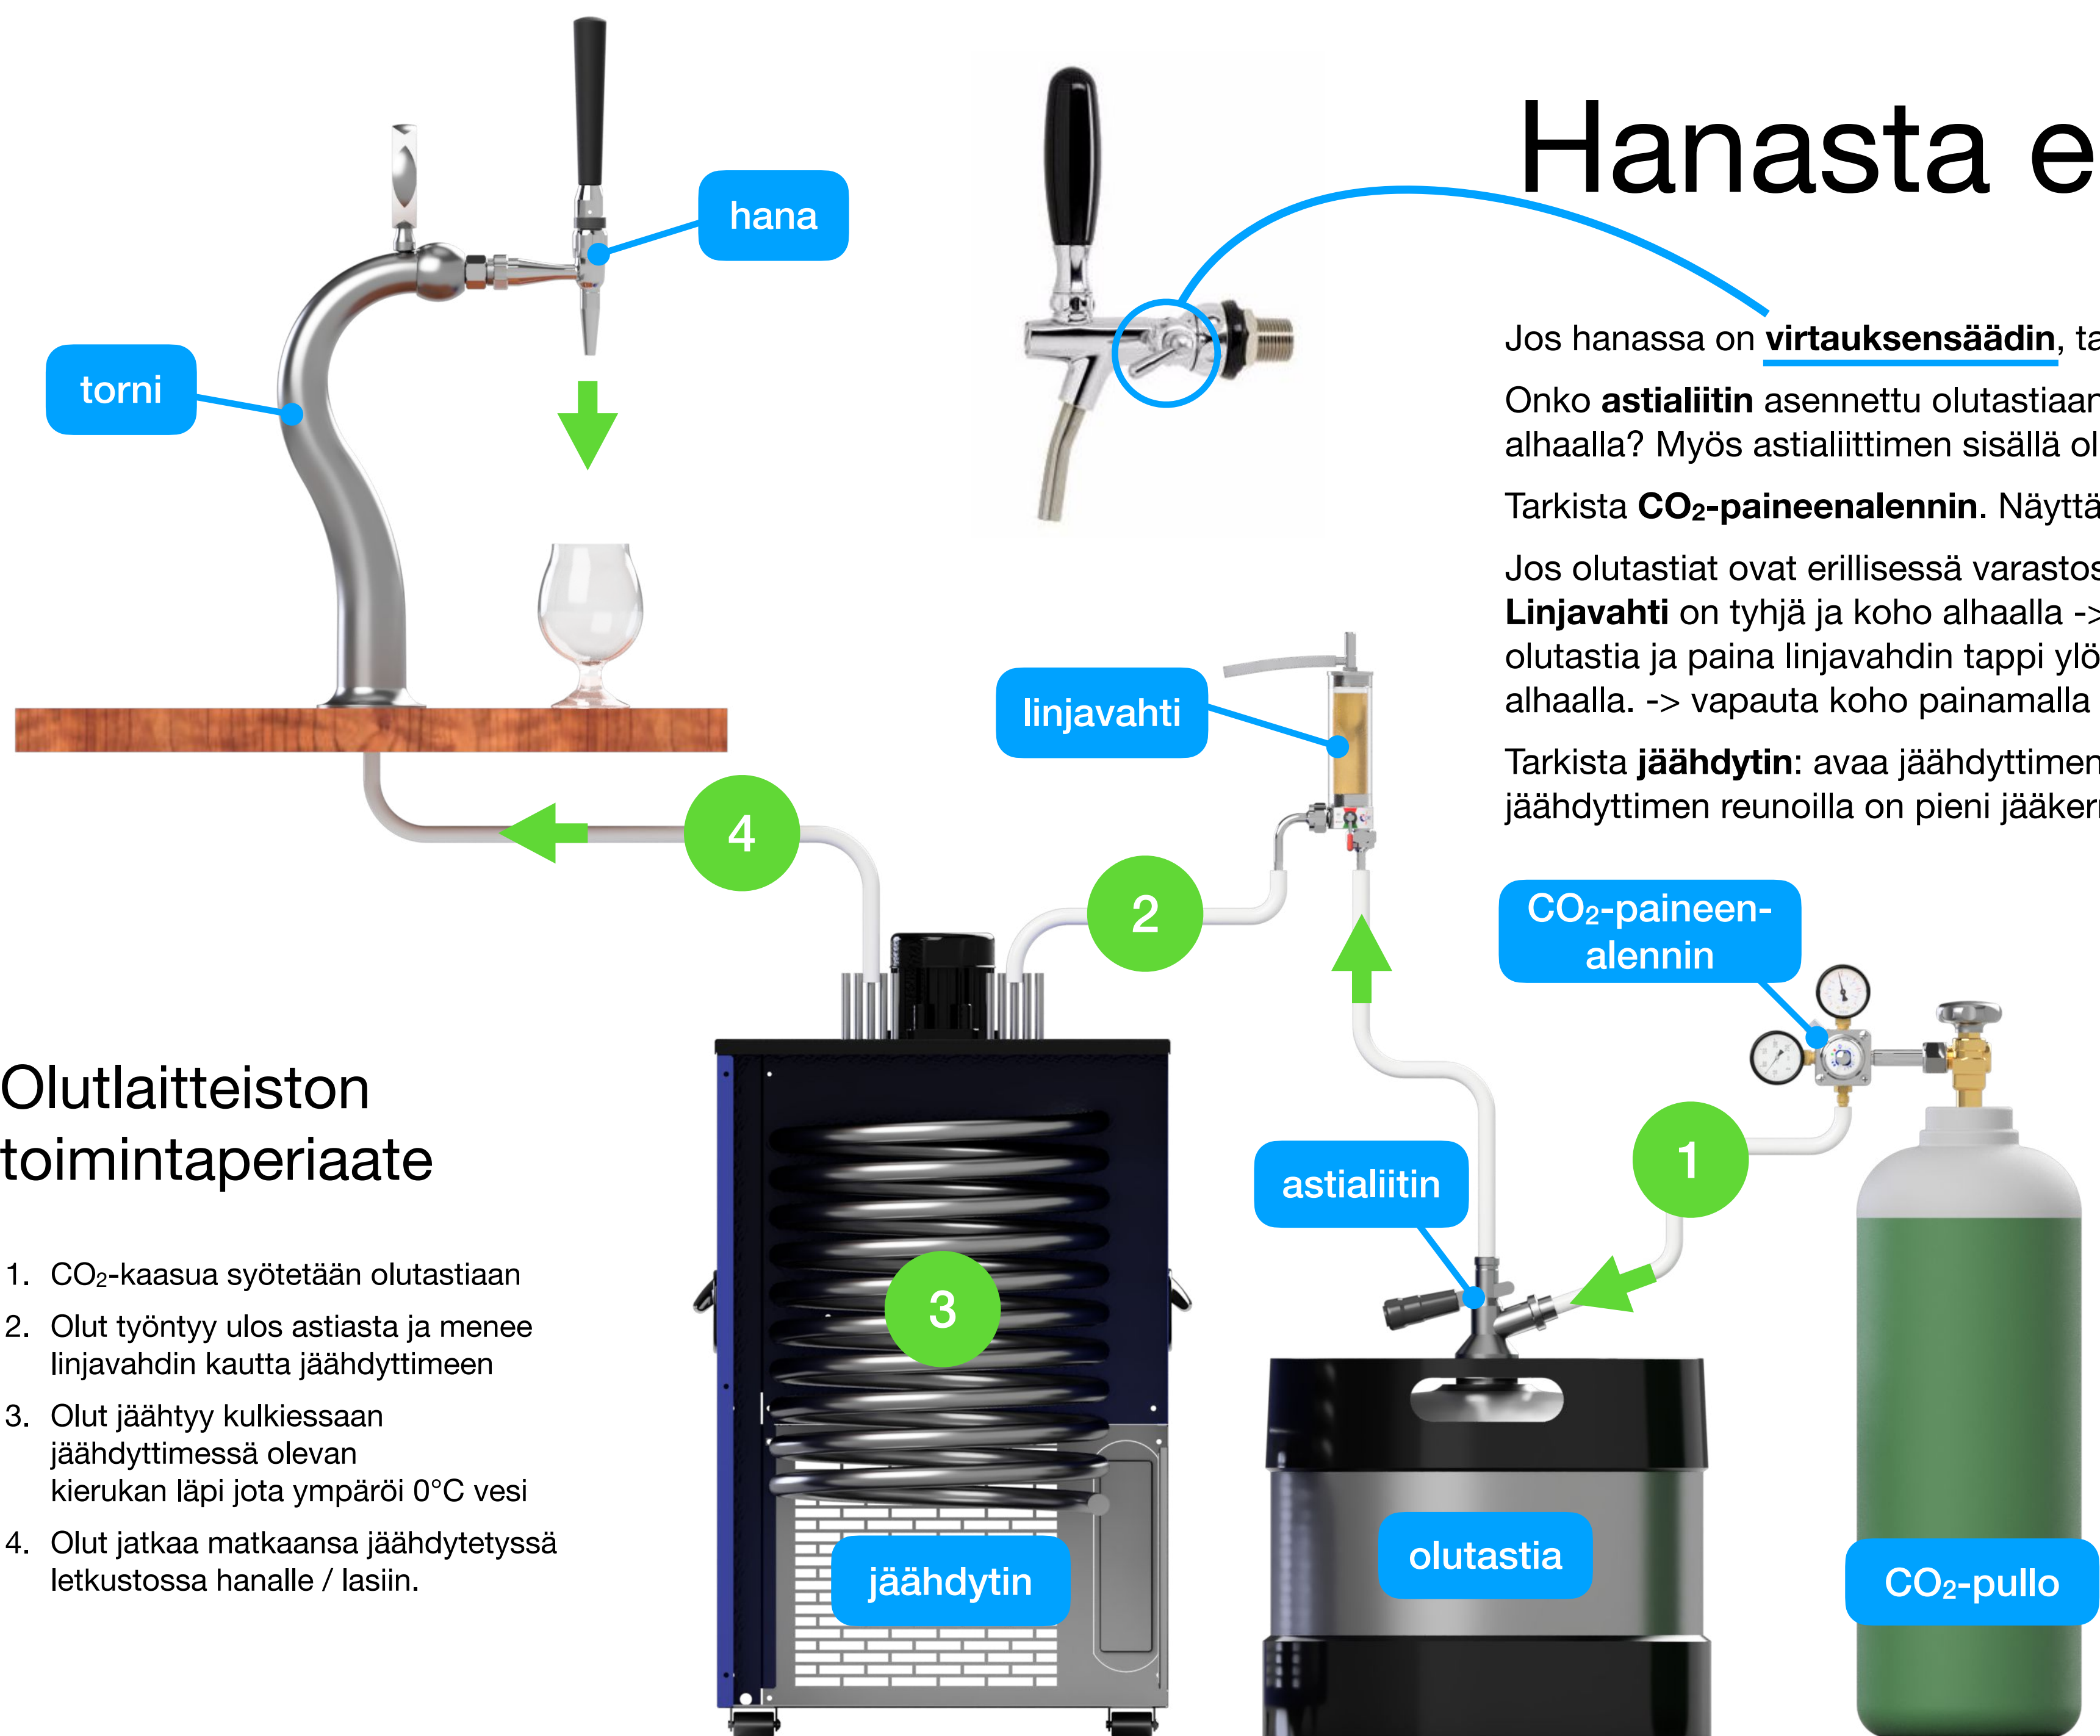 Hanasta e
hana
torni
Jos hanassa on virtauksensäädin, ta
Onko astialiitin asennettu olutastiaan
alhaalla? Myös astialiittimen sisällä ol
Tarkista CO₂-paineenalennin. Näyttä
Jos olutastiat ovat erillisessä varastos
Linjavahti on tyhjä ja koho alhaalla ->
olutastia ja paina linjavahdin tappi ylö
alhaalla. -> vapauta koho painamalla
Tarkista jäähdytin: avaa jäähdyttimen
jäähdyttimen reunoilla on pieni jääkerr
linjavahti
4
2
CO₂-paineen-
alennin
1
astialiitin
3
jäähdytin
olutastia
CO₂-pullo
Olutlaitteiston
toimintaperiaate
1. CO₂-kaasua syötetään olutastiaan
2. Olut työntyy ulos astiasta ja menee
linjavahdin kautta jäähdyttimeen
3. Olut jäähtyy kulkiessaan
jäähdyttimessä olevan
kierukan läpi jota ympäröi 0°C vesi
4. Olut jatkaa matkaansa jäähdytetyssä
letkustossa hanalle / lasiin.